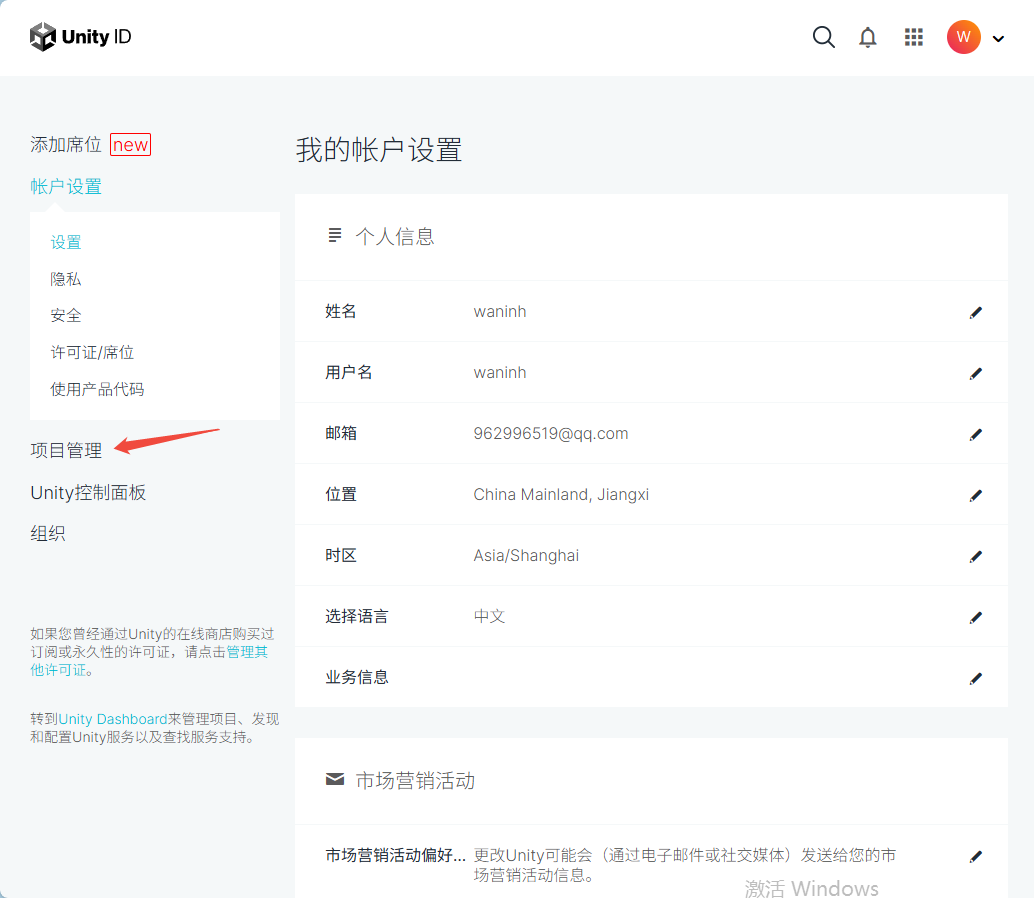 Unity ID
W
添加席位 new
帐户设置
设置
隐私
安全
许可证/席位
使用产品代码
项目管理
Unity控制面板
组织
如果您曾经通过Unity的在线商店购买过
订阅或永久性的许可证，请点击管理其
他许可证。
转到Unity Dashboard来管理项目、发现
和配置Unity服务以及查找服务支持。
我的帐户设置
个人信息
姓名 waninh
用户名 waninh
邮箱 962996519@qq.com
位置 China Mainland, Jiangxi
时区 Asia/Shanghai
选择语言 中文
业务信息
市场营销活动
市场营销活动偏好... 更改Unity可能会（通过电子邮件或社交媒体）发送给您的市
场营销活动信息。
激活 Windows